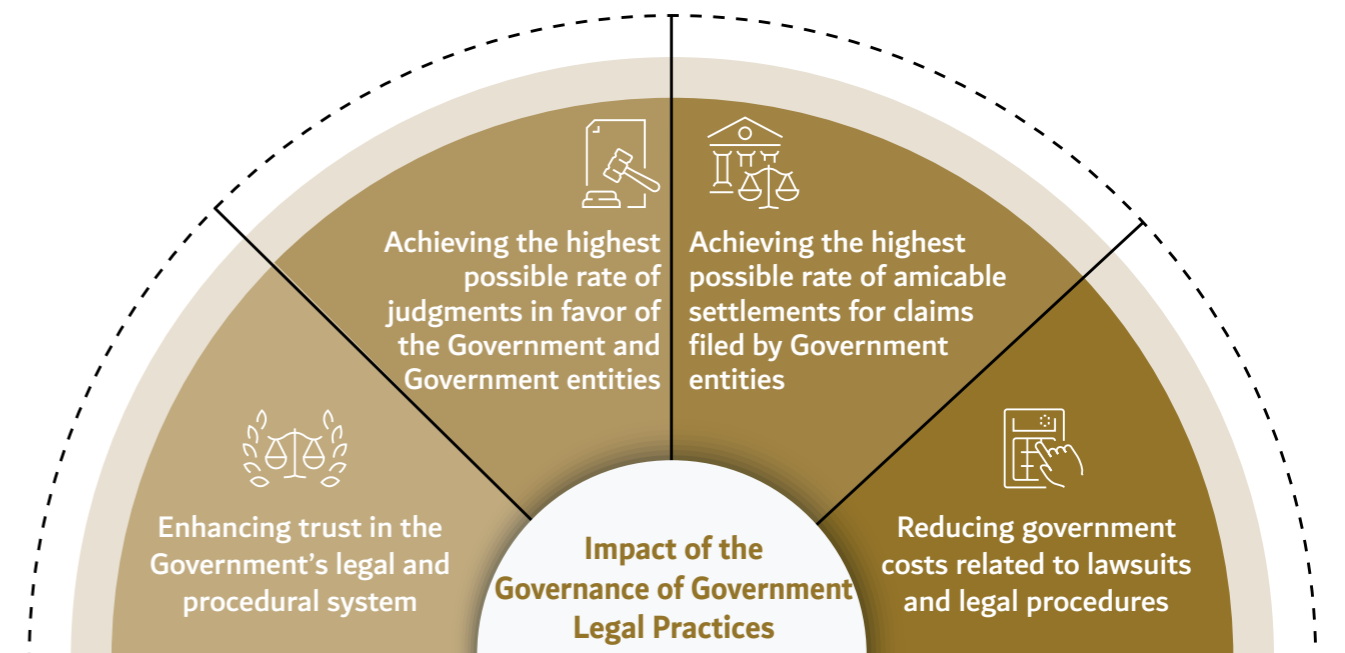 Achieving the highest
possible rate of
judgments in favor of
the Government and
Government entities
Achieving the highest
possible rate of amicable
settlements for claims
filed by Government
entities
Enhancing trust in the
Government’s legal and
procedural system
Impact of the
Governance of Government
Legal Practices
Reducing government
costs related to lawsuits
and legal procedures